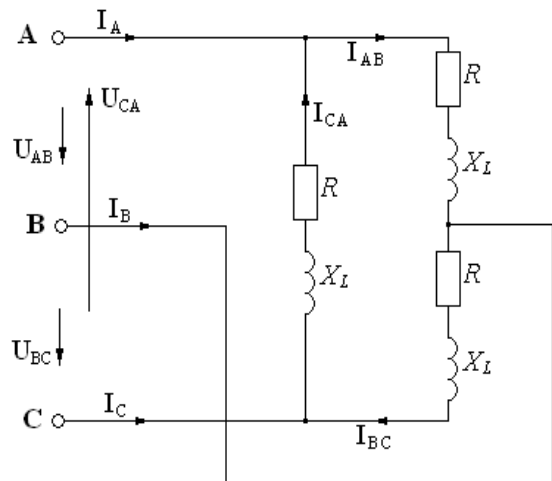 A
I_A
I_AB
R
U_CA
I_CA
U_AB
R
X_L
B
I_B
R
X_L
U_BC
X_L
C
I_C
I_BC